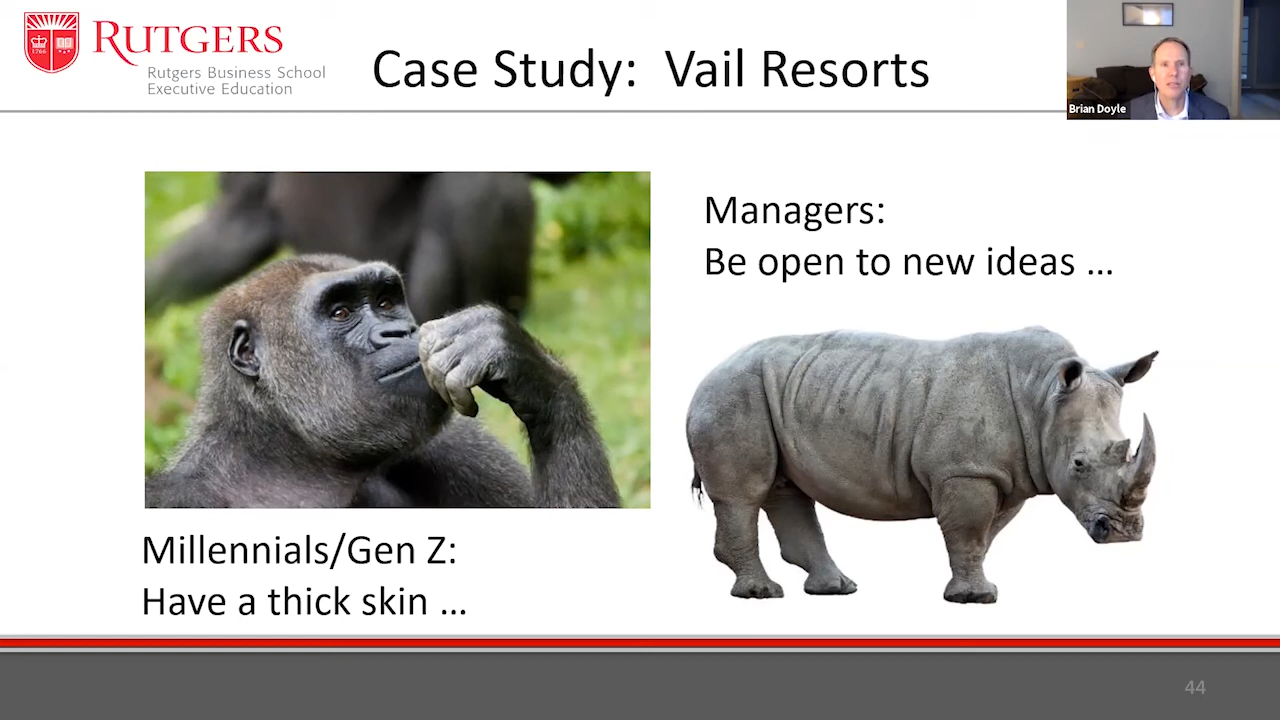 RUTGERS
Rutgers Business School
Executive Education
1766
Case Study: Vail Resorts
Brian Doyle
Managers:
Be open to new ideas ...
Millennials/Gen Z:
Have a thick skin ...
44